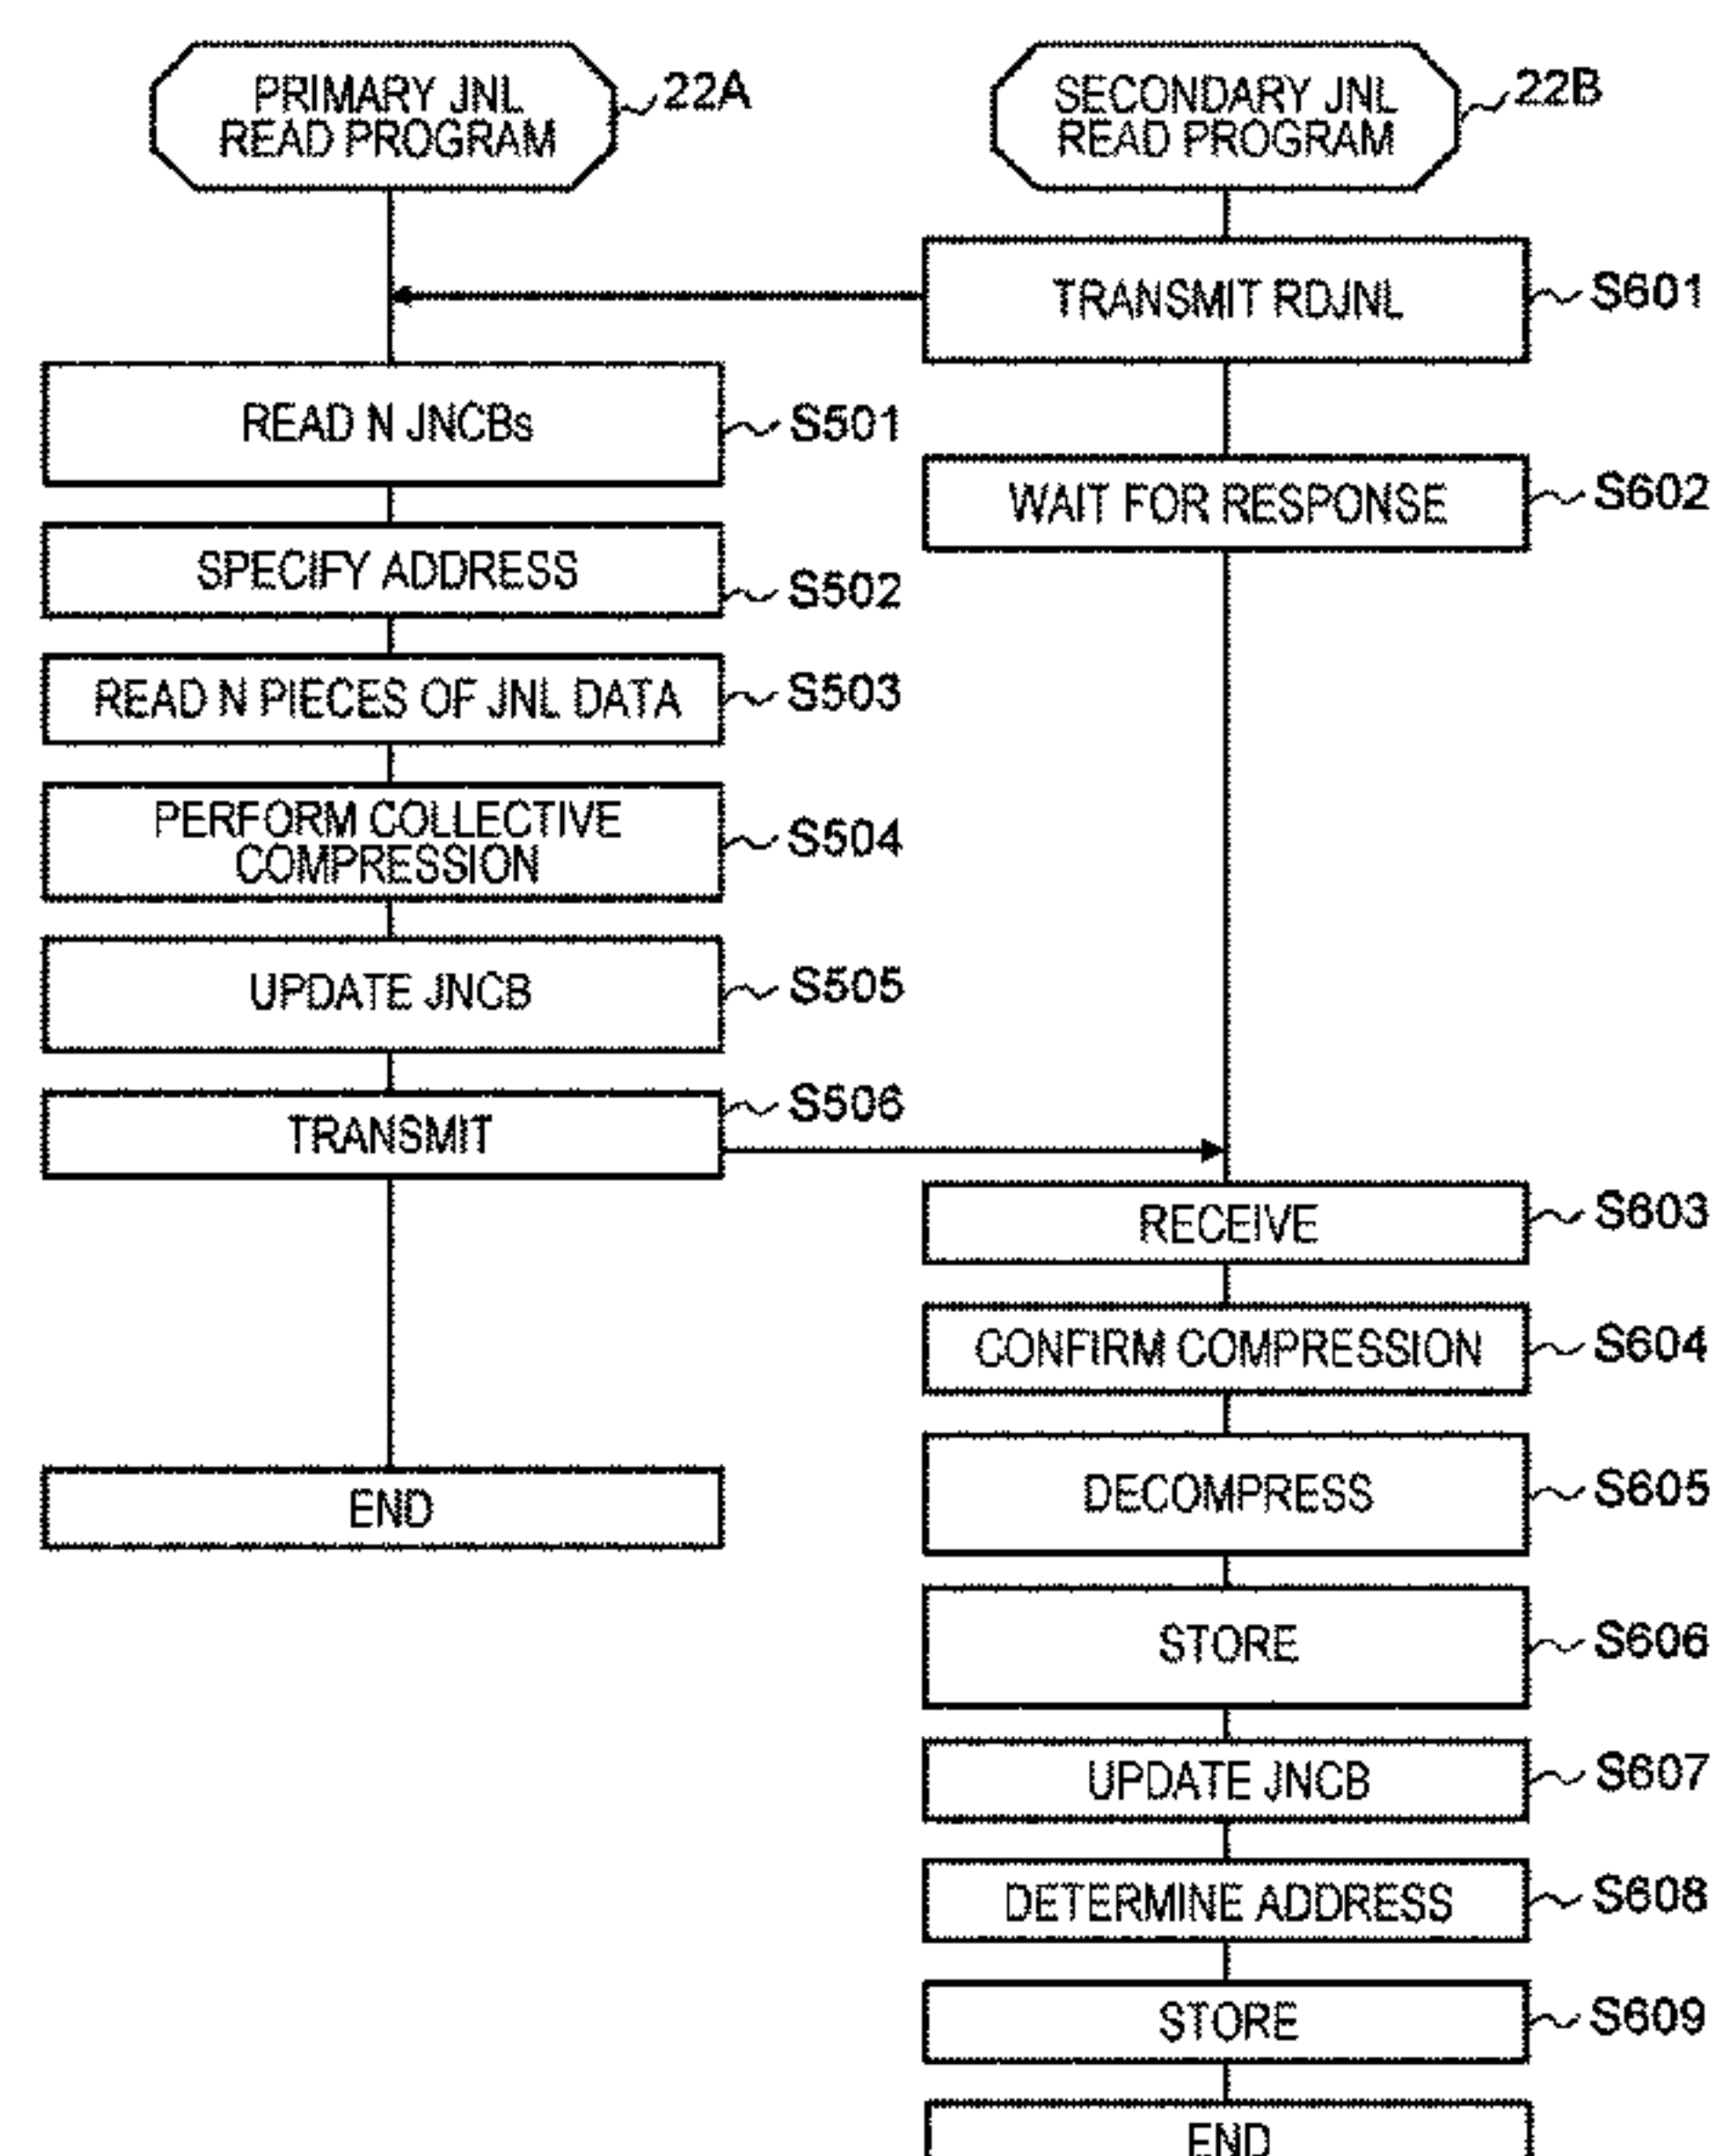 PRIMARY JNL
READ PROGRAM
22A
READ N JNCBs
S501
SPECIFY ADDRESS
S502
READ N PIECES OF JNL DATA
S503
PERFORM COLLECTIVE
COMPRESSION
S504
UPDATE JNCB
S505
TRANSMIT
S506
END
SECONDARY JNL
READ PROGRAM
22B
TRANSMIT RDJNL
S601
WAIT FOR RESPONSE
S602
RECEIVE
S603
CONFIRM COMPRESSION
S604
DECOMPRESS
S605
STORE
S606
UPDATE JNCB
S607
DETERMINE ADDRESS
S608
STORE
S609
END